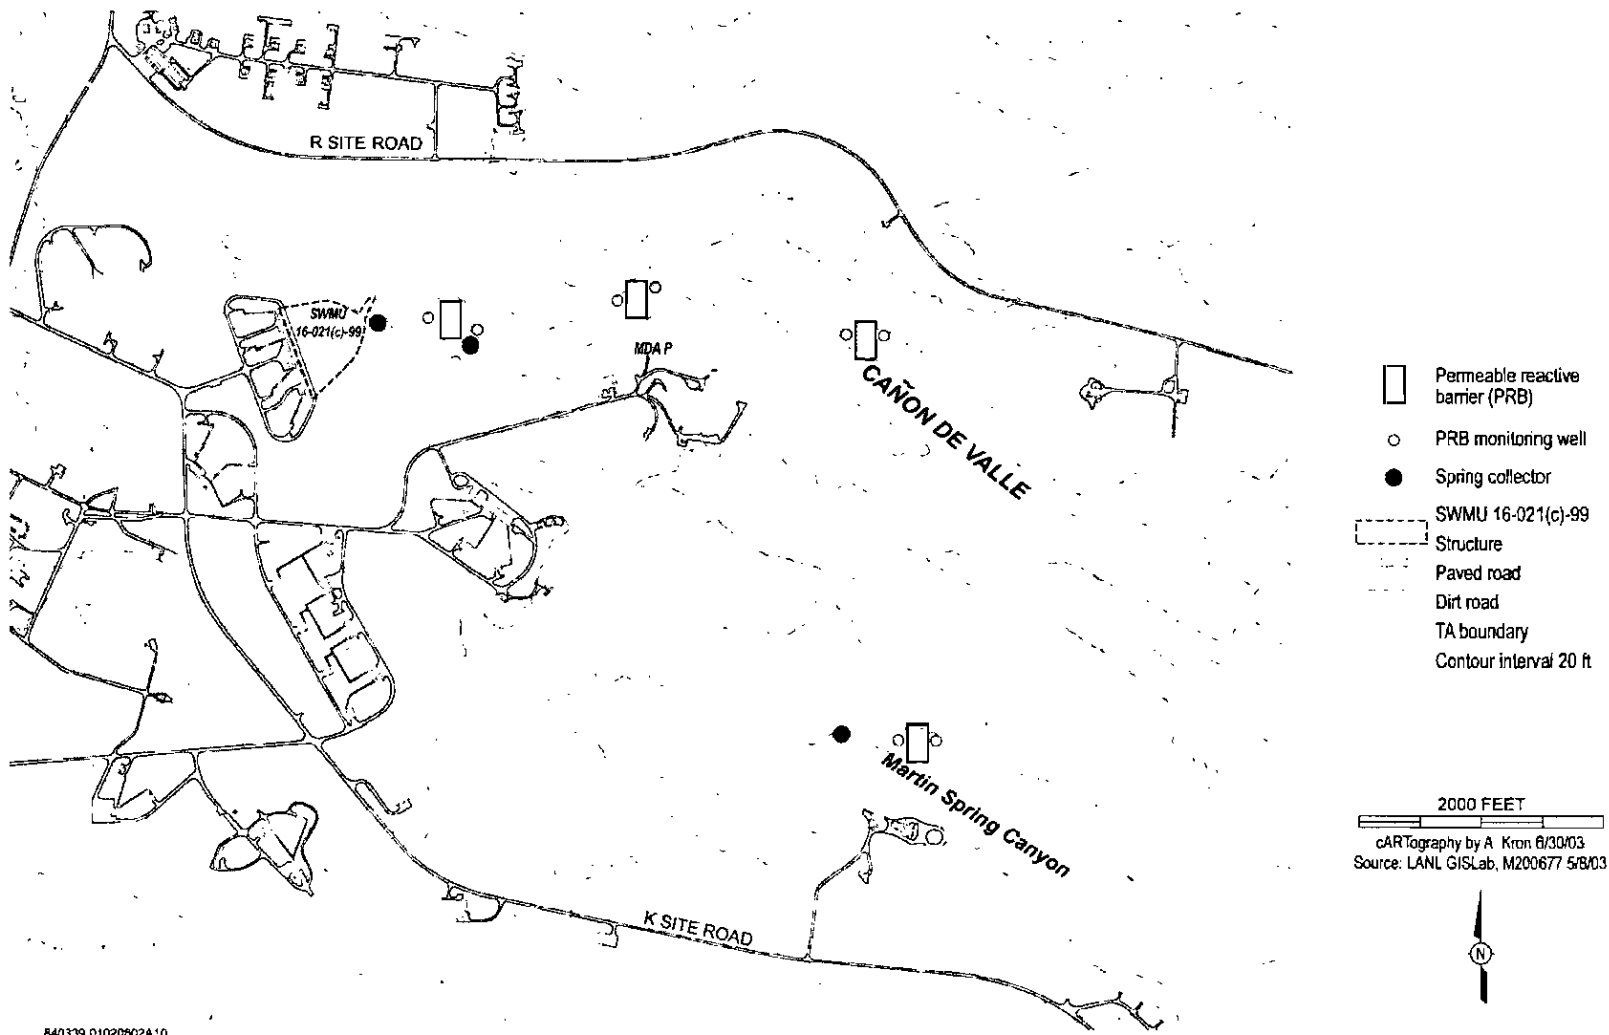 R SITE ROAD
SWMU
16-021(c)-99
MDA P
CAÑON DE VALLE
Martin Spring Canyon
K SITE ROAD
Permeable reactive
barrier (PRB)
PRB monitoring well
Spring collector
SWMU 16-021(c)-99
Structure
Paved road
Dirt road
TA boundary
Contour interval 20 ft
2000 FEET
cARTography by A Kron 6/30/03
Source: LANL GISLab, M200677 5/8/03
N
840339.01020802A10